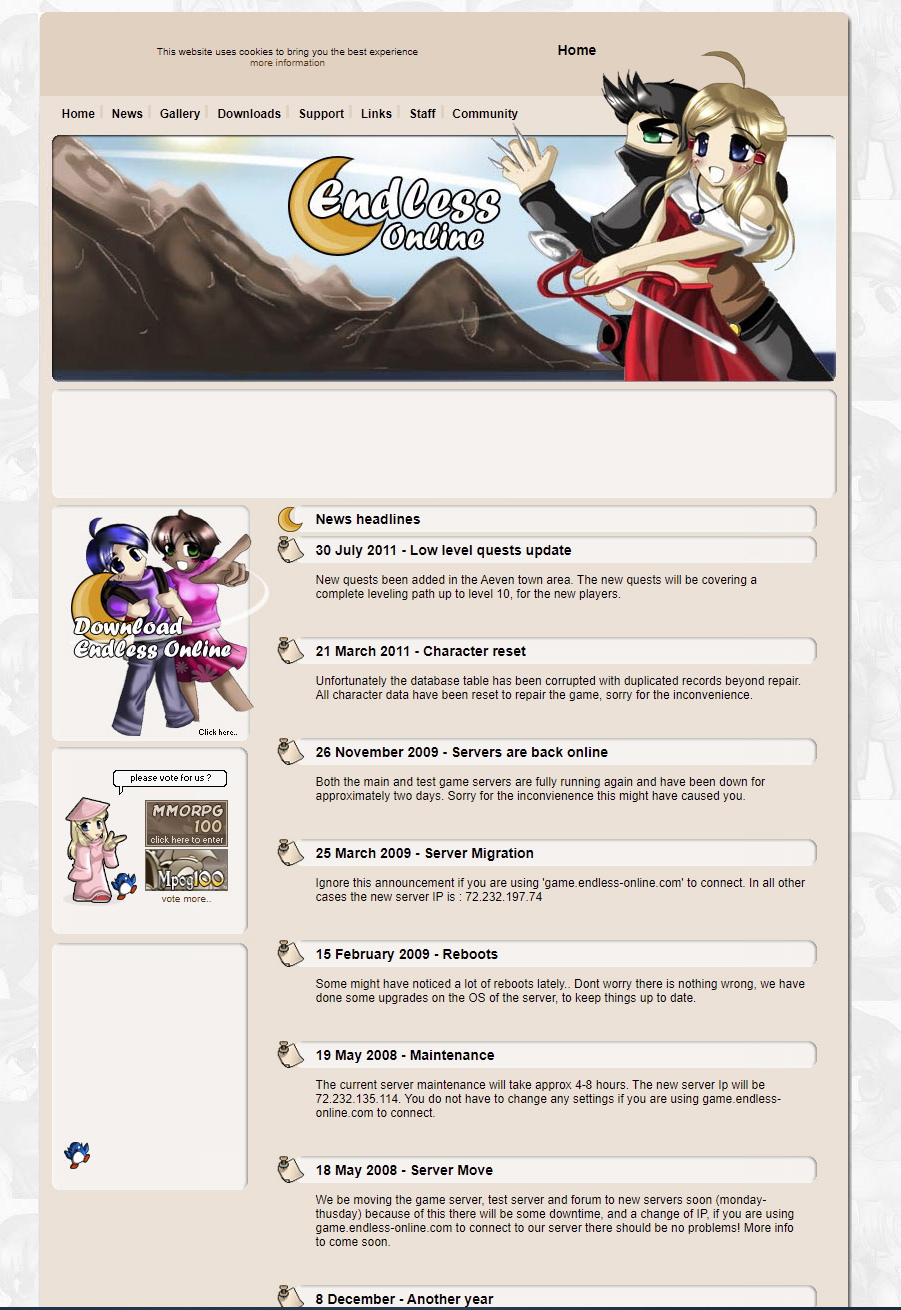 This website uses cookies to bring you the best experience
more information
Home
Home News Gallery Downloads Support Links Staff Community
Endless
Online
Download
Endless Online
Click here..
please vote for us ?
MMORPG
100
click here to enter
Mpog100
vote more..
News headlines
30 July 2011 - Low level quests update
New quests been added in the Aeven town area. The new quests will be covering a
complete leveling path up to level 10, for the new players.
21 March 2011 - Character reset
Unfortunately the database table has been corrupted with duplicated records beyond repair.
All character data have been reset to repair the game, sorry for the inconvenience.
26 November 2009 - Servers are back online
Both the main and test game servers are fully running again and have been down for
approximately two days. Sorry for the inconvienence this might have caused you.
25 March 2009 - Server Migration
Ignore this announcement if you are using 'game.endless-online.com' to connect. In all other
cases the new server IP is : 72.232.197.74
15 February 2009 - Reboots
Some might have noticed a lot of reboots lately.. Dont worry there is nothing wrong, we have
done some upgrades on the OS of the server, to keep things up to date.
19 May 2008 - Maintenance
The current server maintenance will take approx 4-8 hours. The new server Ip will be
72.232.135.114. You do not have to change any settings if you are using game.endless-
online.com to connect.
18 May 2008 - Server Move
We be moving the game server, test server and forum to new servers soon (monday-
thusday) because of this there will be some downtime, and a change of IP, if you are using
game.endless-online.com to connect to our server there should be no problems! More info
to come soon.
8 December - Another year